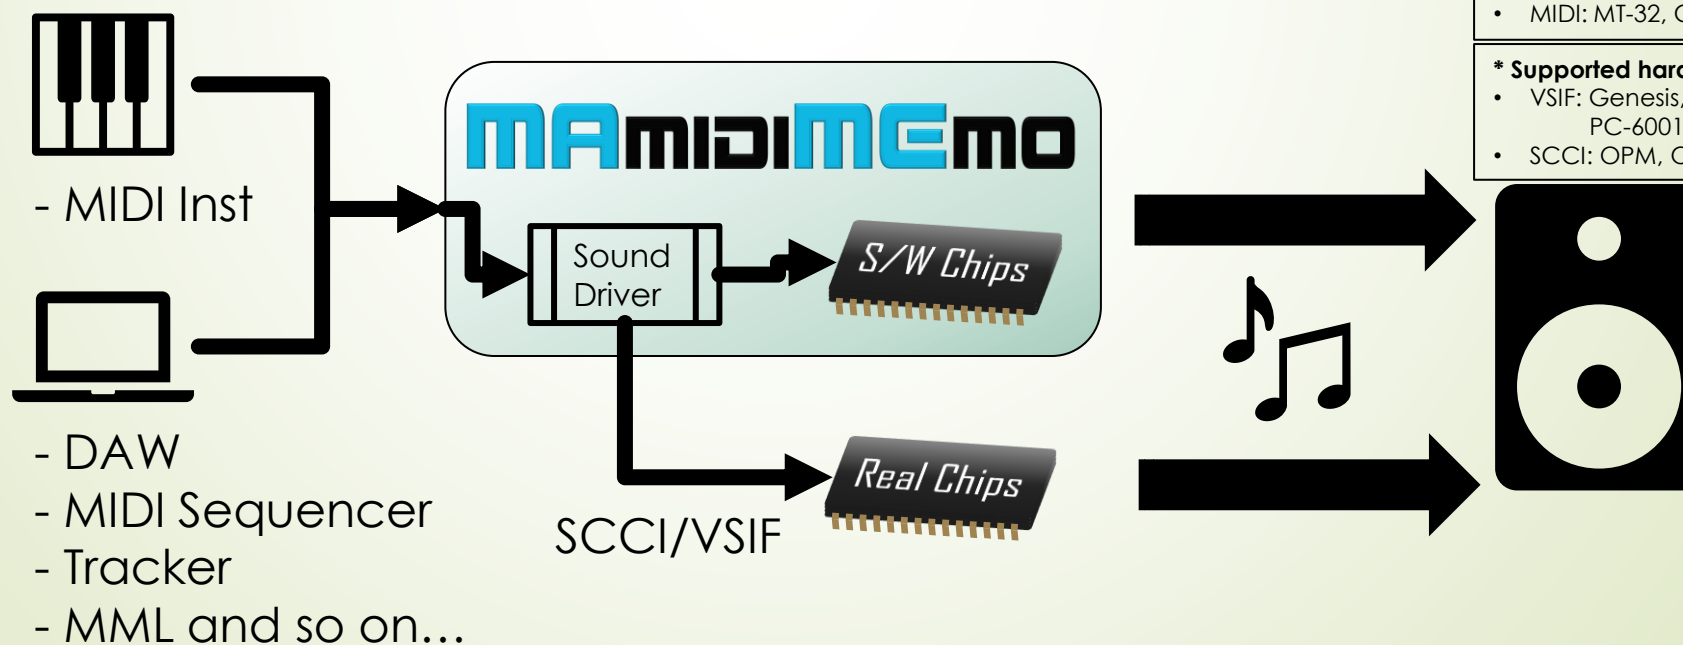 - MIDI Inst
- DAW
- MIDI Sequencer
- Tracker
- MML and so on...
MAmidiMEmo
Sound
Driver
S/W Chips
Real Chips
SCCI/VSIF
• MIDI: MT-32,
* Supported
• VSIF: Genesis,
PC-6001
• SCCI: OPM,